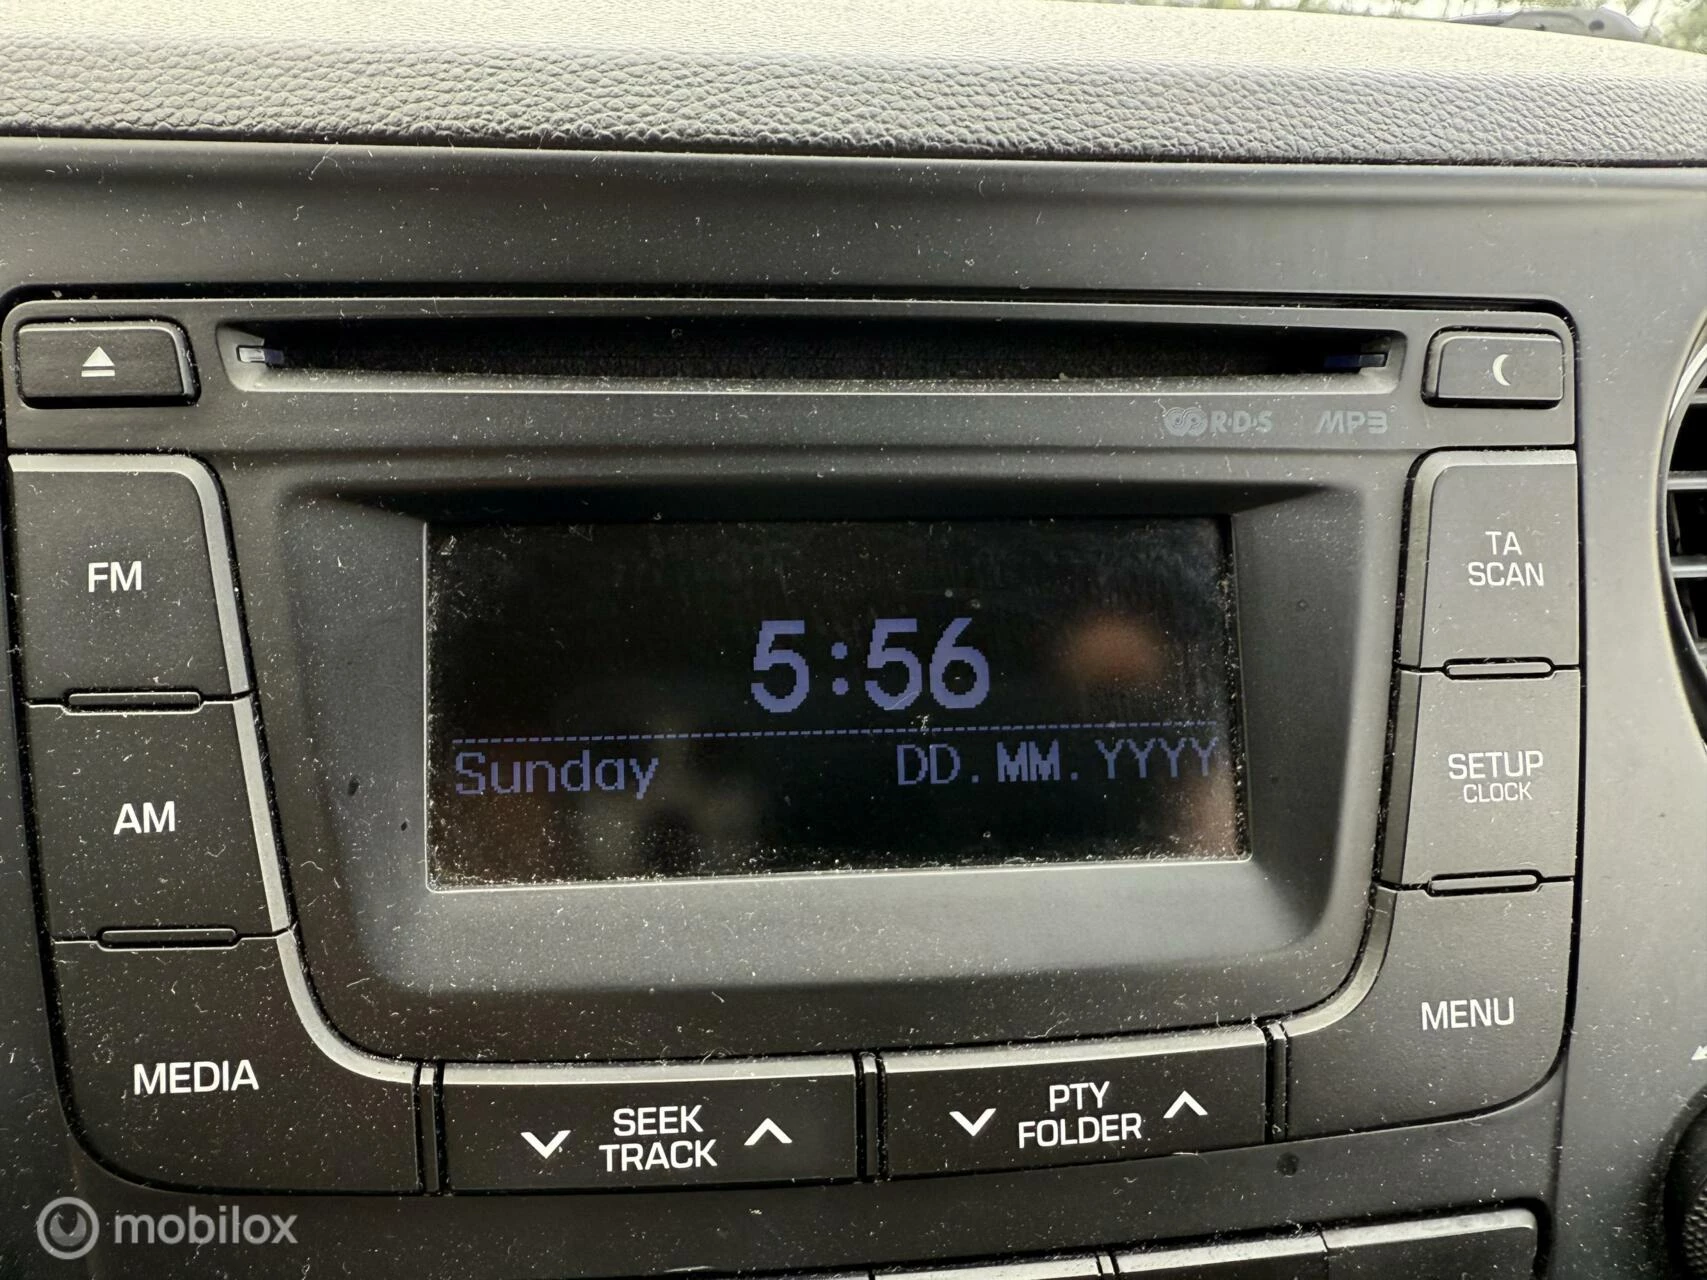 R·D·S MP3
FM
TA
SCAN
5:56
Sunday DD.MM.YYYY
AM
SETUP
CLOCK
MEDIA
MENU
SEEK
TRACK
PTY
FOLDER
mobilox